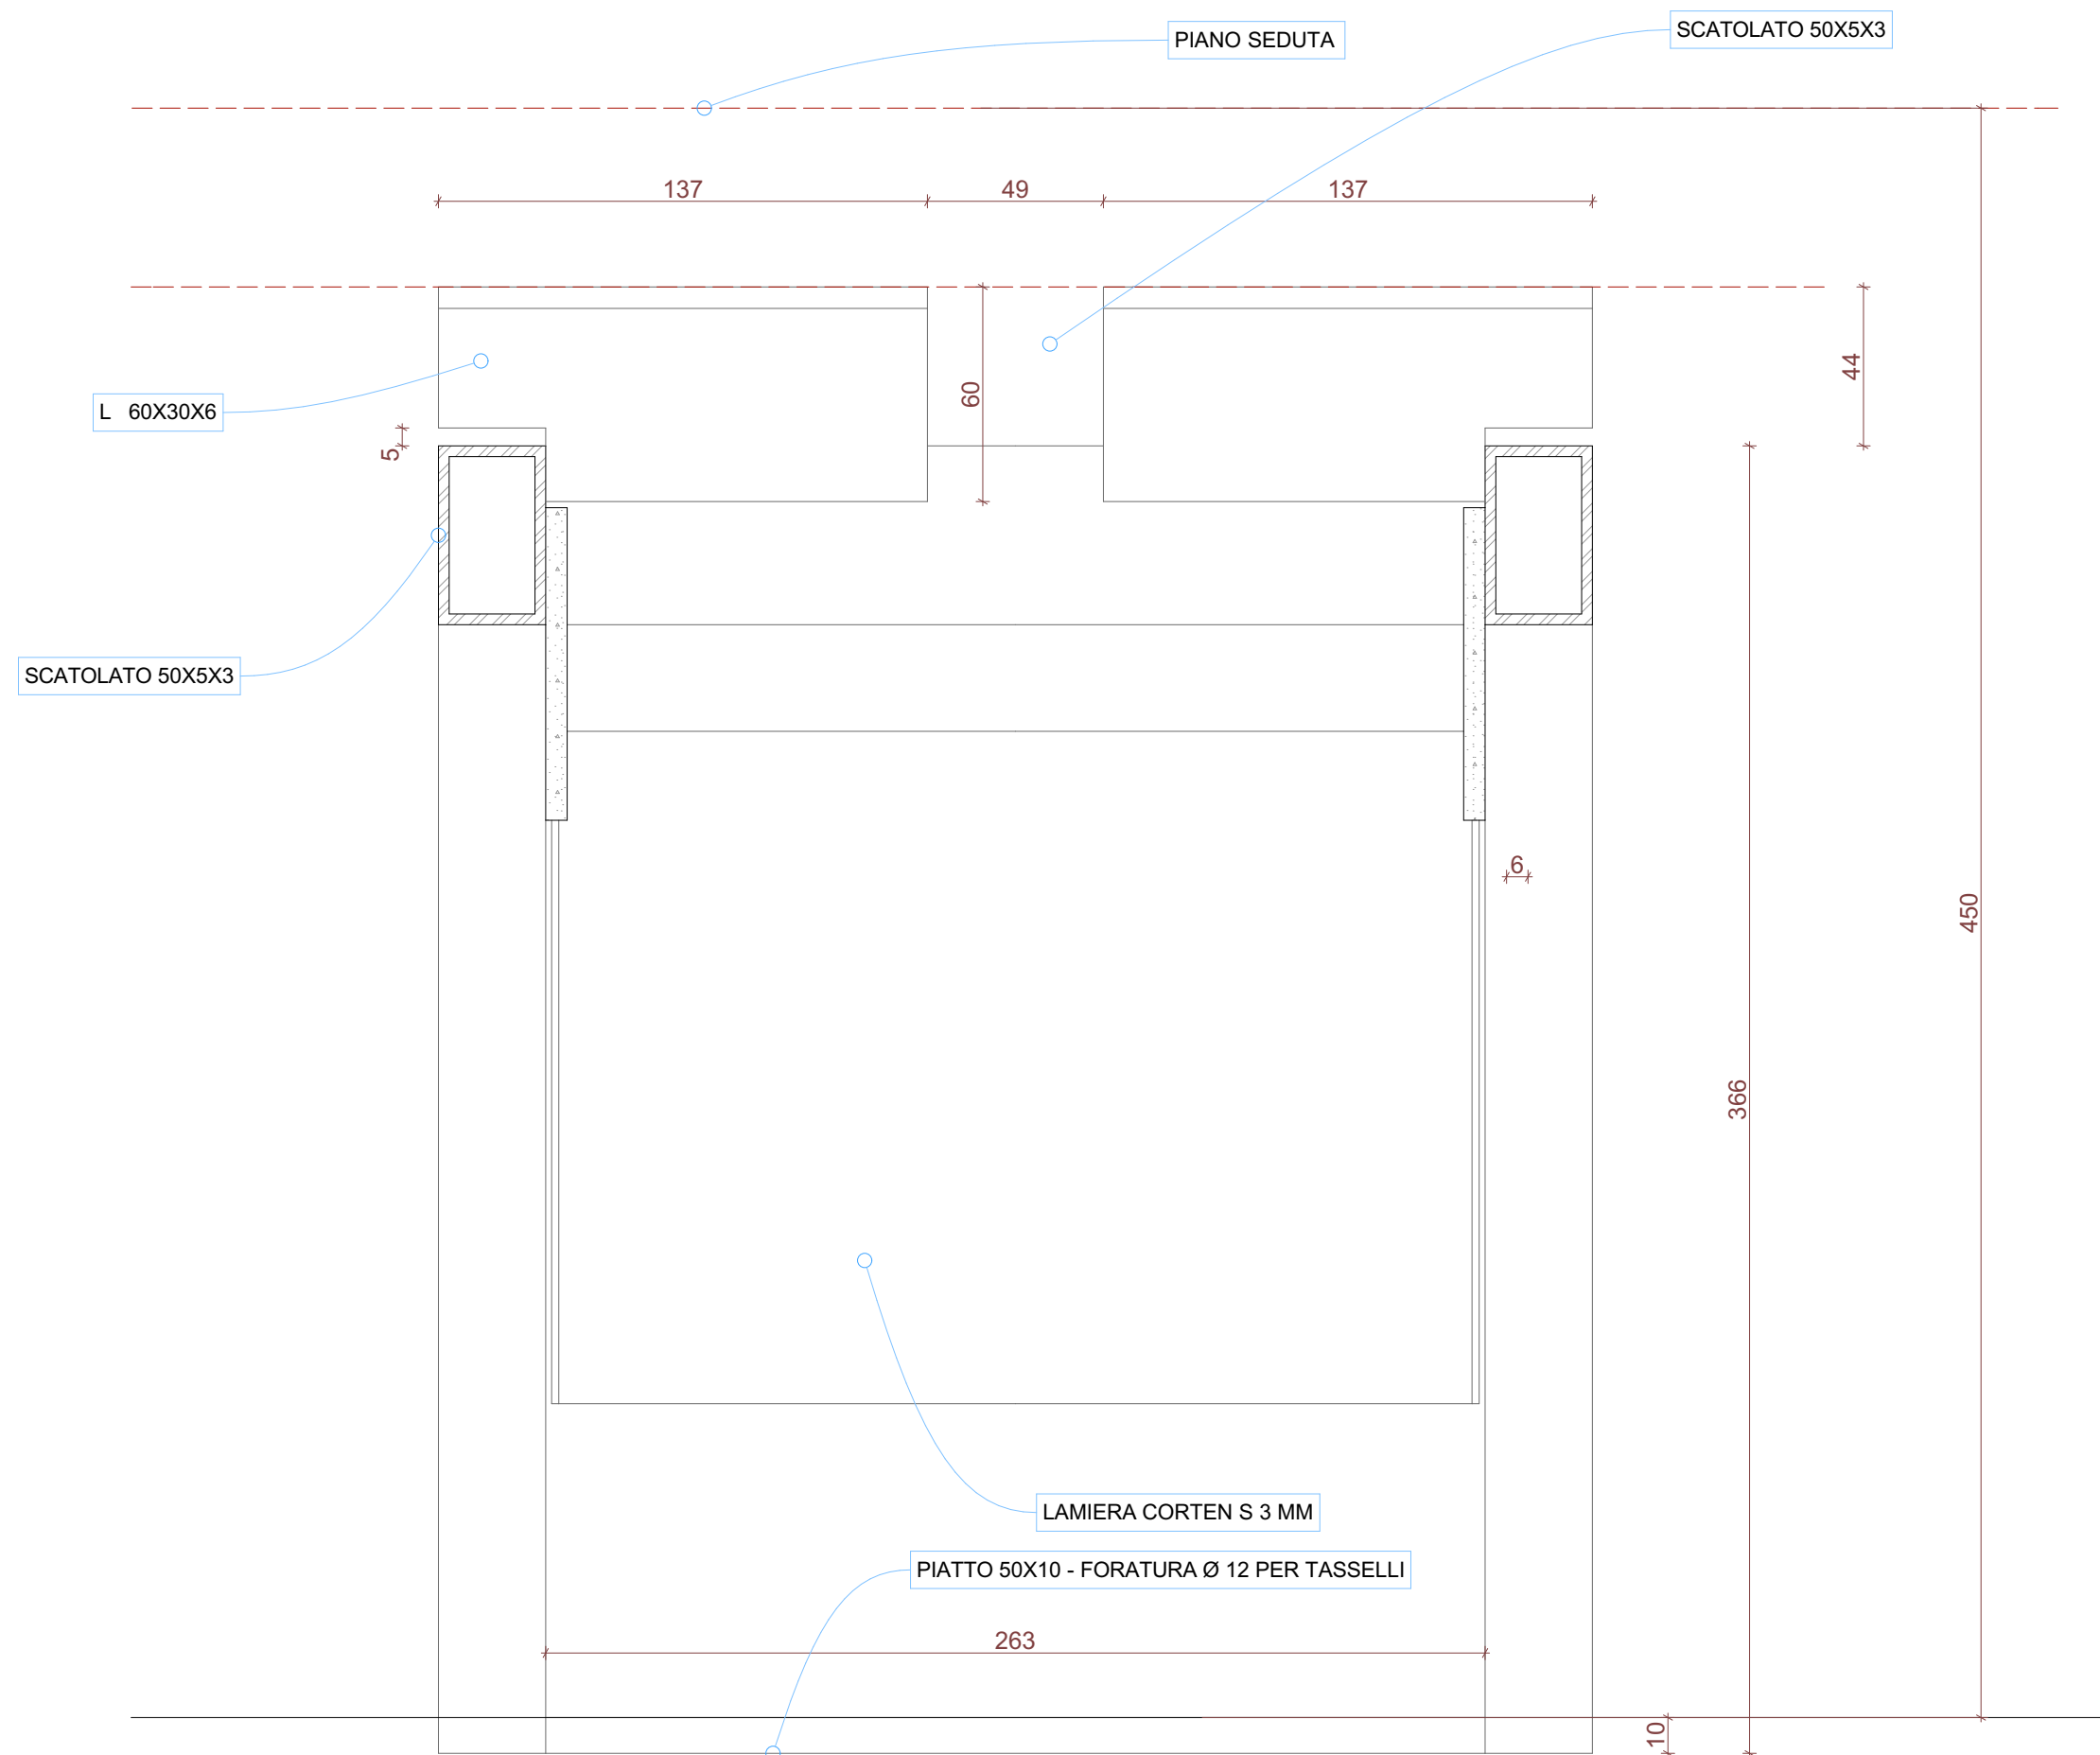 PIANO SEDUTA
SCATOLATO 50X5X3
137
49
137
L 60X30X6
60
44
5
SCATOLATO 50X5X3
6
450
366
LAMIERA CORTEN S 3 MM
PIATTO 50X10 - FORATURA Ø 12 PER TASSELLI
263
10